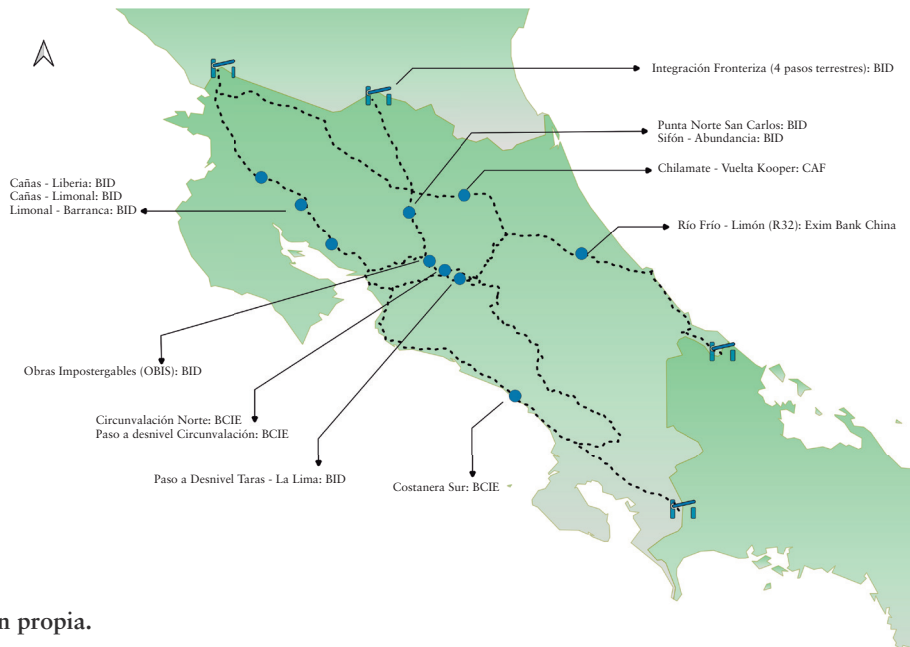 Integración Fronteriza (4 pasos terrestres): BID
Punta Norte San Carlos: BID
Sifón - Abundancia: BID
Chilamate - Vuelta Kooper: CAF
Cañas - Liberia: BID
Cañas - Limonal: BID
Limonal - Barranca: BID
Río Frío - Limón (R32): Exim Bank China
Obras Impostergables (OBIS): BID
Circunvalación Norte: BCIE
Paso a desnivel Circunvalación: BCIE
Paso a Desnivel Taras - La Lima: BID
Costanera Sur: BCIE
n propia.